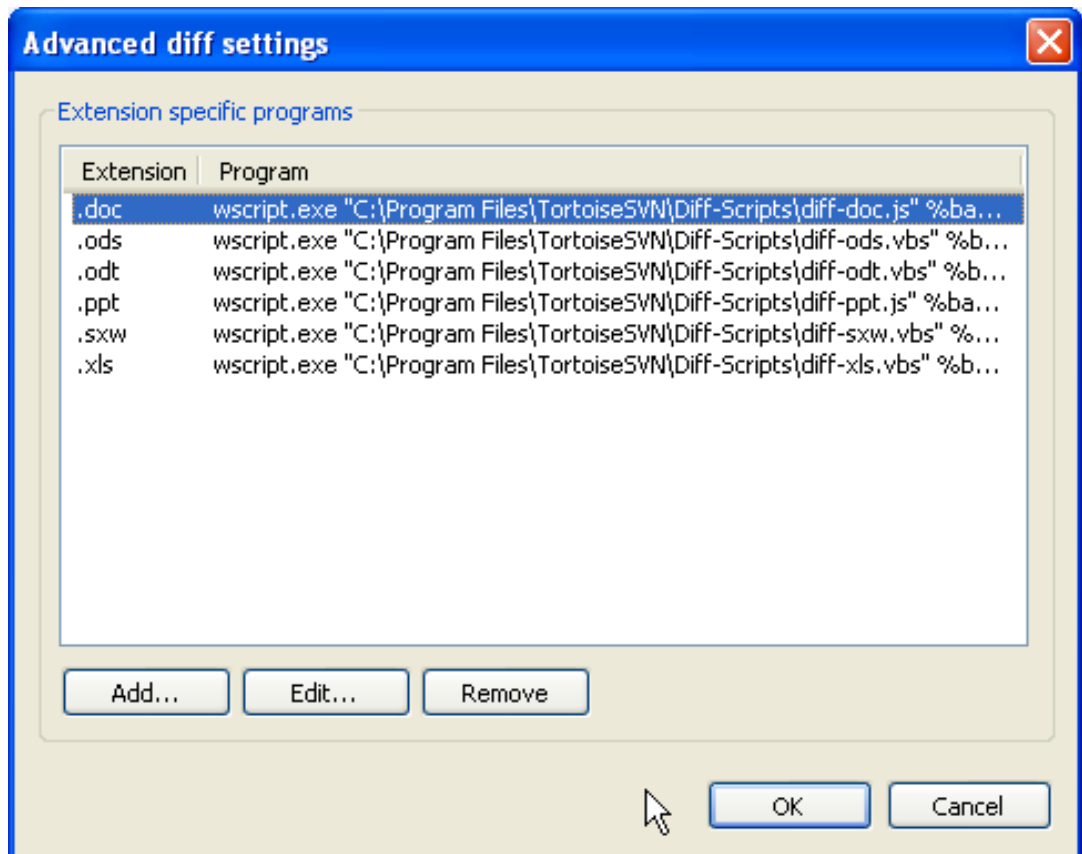 Advanced diff settings
Extension specific programs
Extension Program
.doc wscript.exe "C:\Program Files\TortoiseSVN\Diff-Scripts\diff-doc.js" %ba...
.ods wscript.exe "C:\Program Files\TortoiseSVN\Diff-Scripts\diff-ods.vbs" %b...
.odt wscript.exe "C:\Program Files\TortoiseSVN\Diff-Scripts\diff-odt.vbs" %b...
.ppt wscript.exe "C:\Program Files\TortoiseSVN\Diff-Scripts\diff-ppt.js" %ba...
.sxw wscript.exe "C:\Program Files\TortoiseSVN\Diff-Scripts\diff-sxw.vbs" %...
.xls wscript.exe "C:\Program Files\TortoiseSVN\Diff-Scripts\diff-xls.vbs" %b...
Add... Edit... Remove
OK Cancel